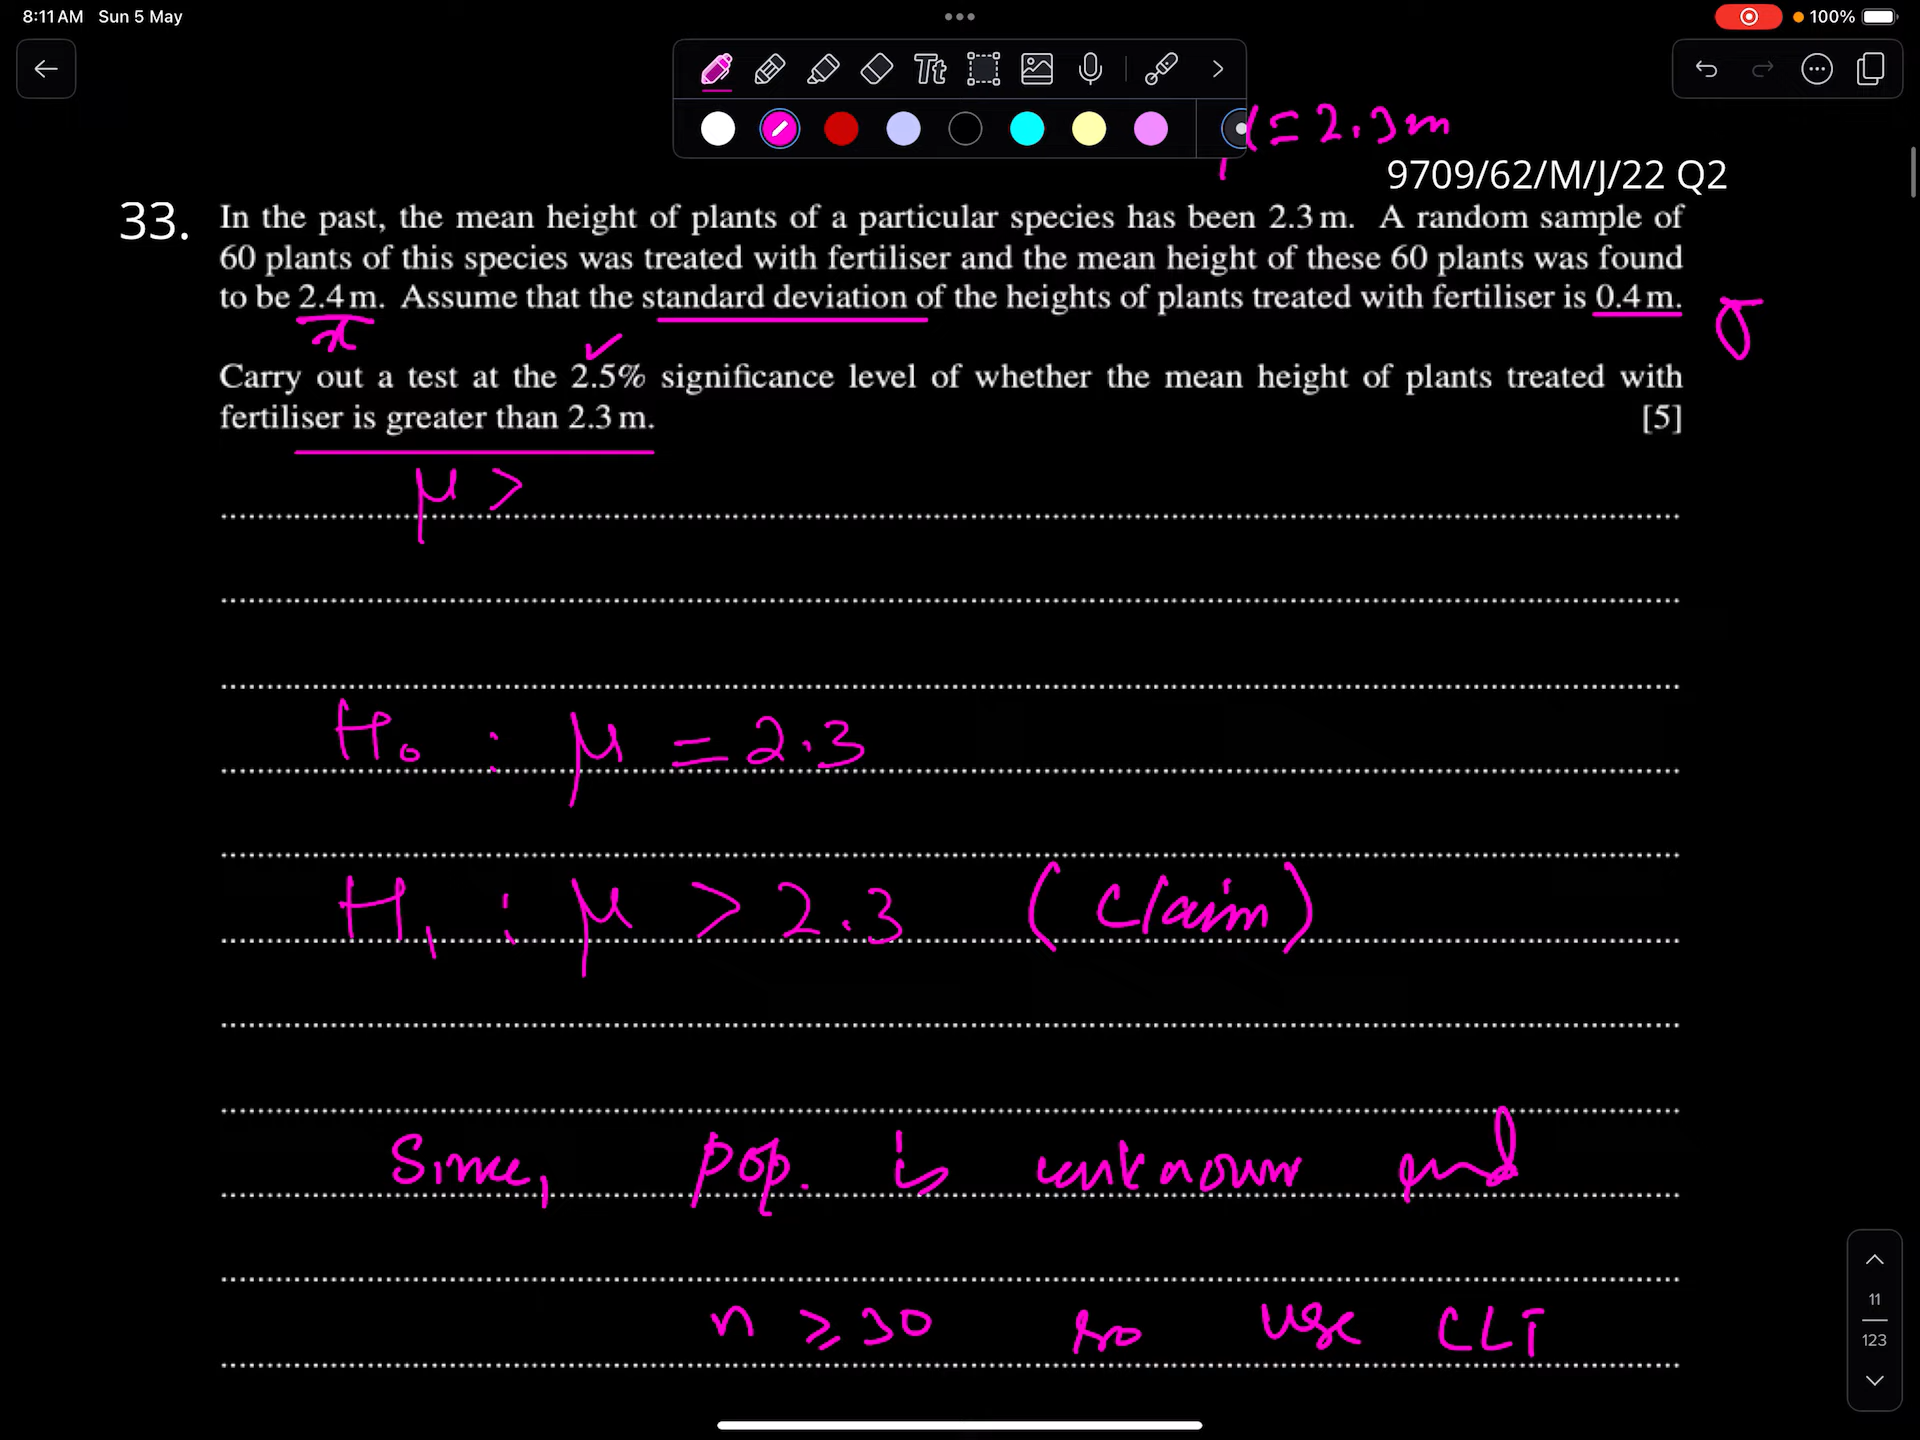 8:11 AM Sun 5 May
100%
Tt
= 2.3m
9709/62/M/J/22 Q2
33. In the past, the mean height of plants of a particular species has been 2.3 m. A random sample of
60 plants of this species was treated with fertiliser and the mean height of these 60 plants was found
to be 2.4 m. Assume that the standard deviation of the heights of plants treated with fertiliser is 0.4 m.
x̄ σ
Carry out a test at the 2.5% significance level of whether the mean height of plants treated with
fertiliser is greater than 2.3 m. [5]
μ >
H₀ : μ = 2.3
H₁ : μ > 2.3 (claim)
Since, pop. is unknown and
n ≥ 30 so use CLT
11
123